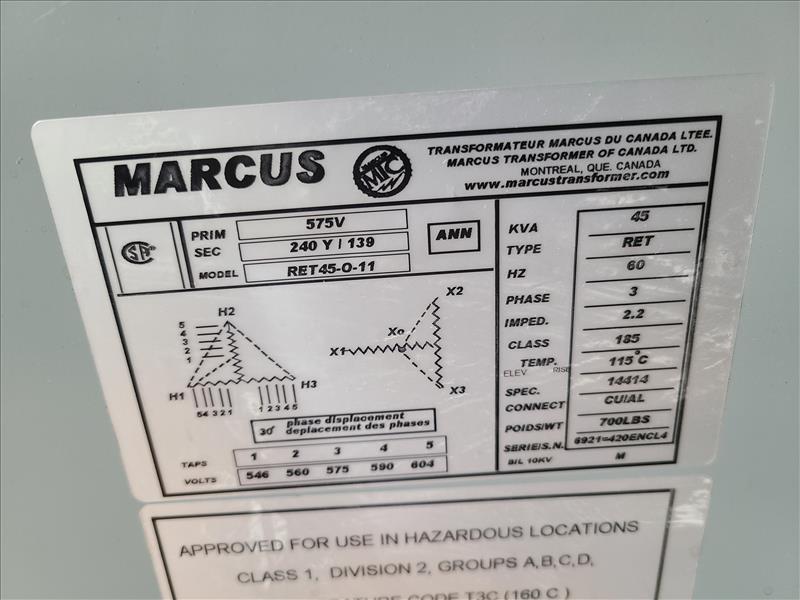 MARCUS
MTC
TRANSFORMATEUR MARCUS DU CANADA LTEE.
MARCUS TRANSFORMER OF CANADA LTD.
MONTREAL, QUE. CANADA
www.marcustransformer.com
PRIM 575V
SEC 240 Y / 139
MODEL RET45-O-11
ANN
KVA 45
TYPE RET
HZ 60
PHASE 3
IMPED. 2.2
CLASS 185
TEMP. 115°C
ELEV RISE
SPEC. 14414
CONNECT CU/AL
POIDS/WT 700LBS
SERIE/S.N. 6921-420ENCL4
BIL 10KV M
H2
5
4
3
2
1
H1 H3
54321 12345
X2
Xo
X1
X3
30° phase displacement
deplacement des phases
TAPS 1 2 3 4 5
VOLTS 546 560 575 590 604
APPROVED FOR USE IN HAZARDOUS LOCATIONS
CLASS 1, DIVISION 2, GROUPS A,B,C,D,
CODE T3C (160 C )